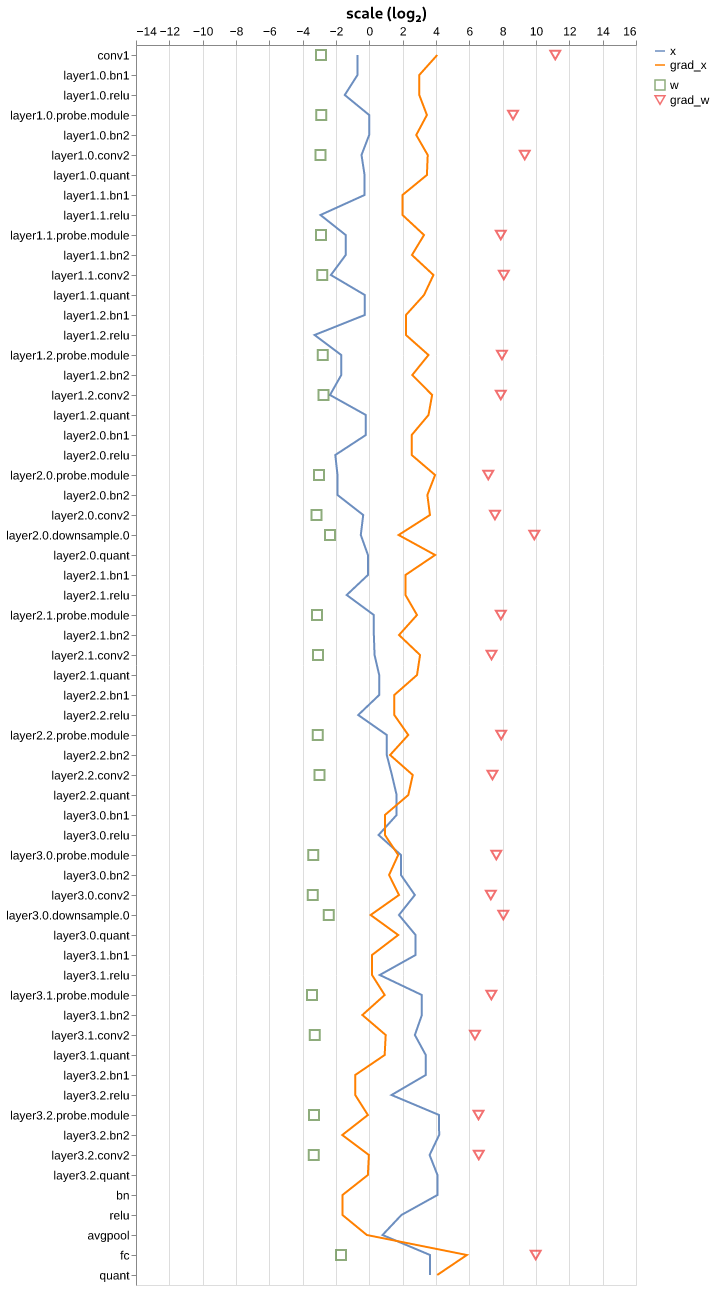 scale (log₂)
−14 −12 −10 −8 −6 −4 −2 0 2 4 6 8 10 12 14 16
x
grad_x
w
grad_w
conv1
layer1.0.bn1
layer1.0.relu
layer1.0.probe.module
layer1.0.bn2
layer1.0.conv2
layer1.0.quant
layer1.1.bn1
layer1.1.relu
layer1.1.probe.module
layer1.1.bn2
layer1.1.conv2
layer1.1.quant
layer1.2.bn1
layer1.2.relu
layer1.2.probe.module
layer1.2.bn2
layer1.2.conv2
layer1.2.quant
layer2.0.bn1
layer2.0.relu
layer2.0.probe.module
layer2.0.bn2
layer2.0.conv2
layer2.0.downsample.0
layer2.0.quant
layer2.1.bn1
layer2.1.relu
layer2.1.probe.module
layer2.1.bn2
layer2.1.conv2
layer2.1.quant
layer2.2.bn1
layer2.2.relu
layer2.2.probe.module
layer2.2.bn2
layer2.2.conv2
layer2.2.quant
layer3.0.bn1
layer3.0.relu
layer3.0.probe.module
layer3.0.bn2
layer3.0.conv2
layer3.0.downsample.0
layer3.0.quant
layer3.1.bn1
layer3.1.relu
layer3.1.probe.module
layer3.1.bn2
layer3.1.conv2
layer3.1.quant
layer3.2.bn1
layer3.2.relu
layer3.2.probe.module
layer3.2.bn2
layer3.2.conv2
layer3.2.quant
bn
relu
avgpool
fc
quant